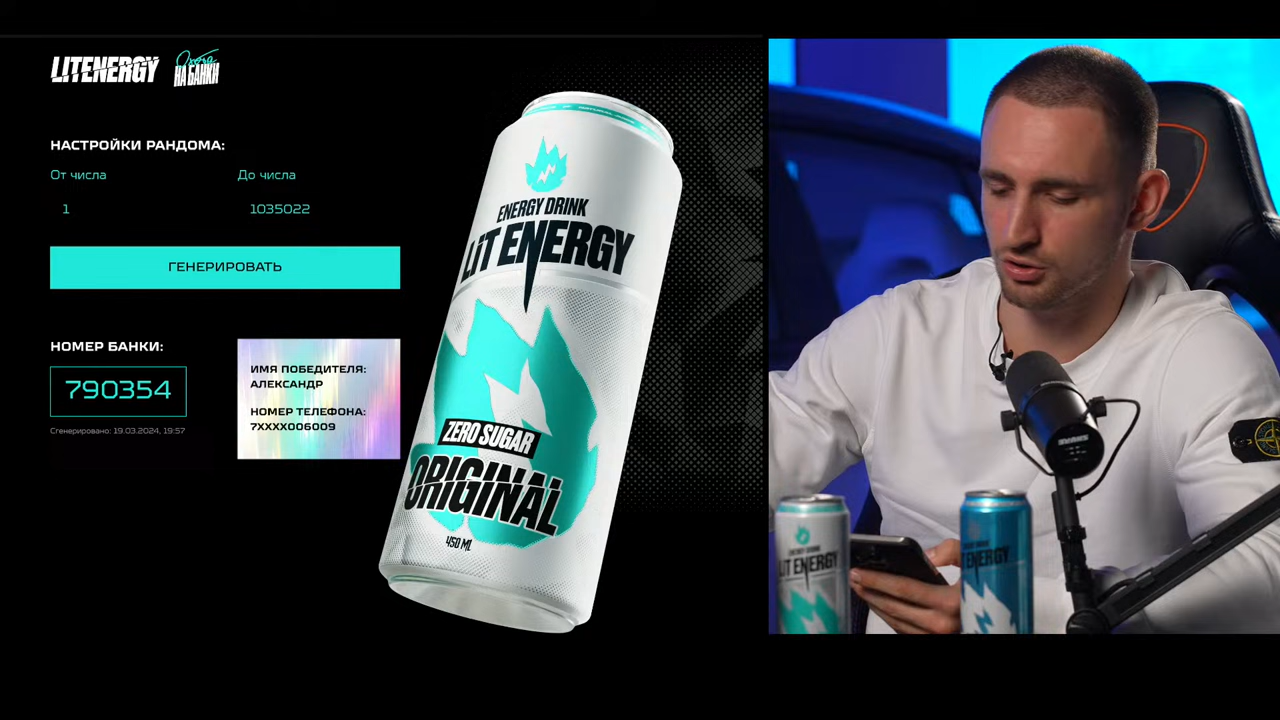 LITENERGY
Охота
НА БАНКИ
НАСТРОЙКИ РАНДОМА:
От числа
До числа
1
1035022
ГЕНЕРИРОВАТЬ
НОМЕР БАНКИ:
790354
Сгенерировано: 19.03.2024, 19:57
ИМЯ ПОБЕДИТЕЛЯ:
АЛЕКСАНДР
НОМЕР ТЕЛЕФОНА:
7XXXX006009
ENERGY DRINK
LIT ENERGY
ZERO SUGAR
ORIGINAL
450 ML
SHURE
ENERGY DRINK
LIT ENERGY
LIT ENERGY